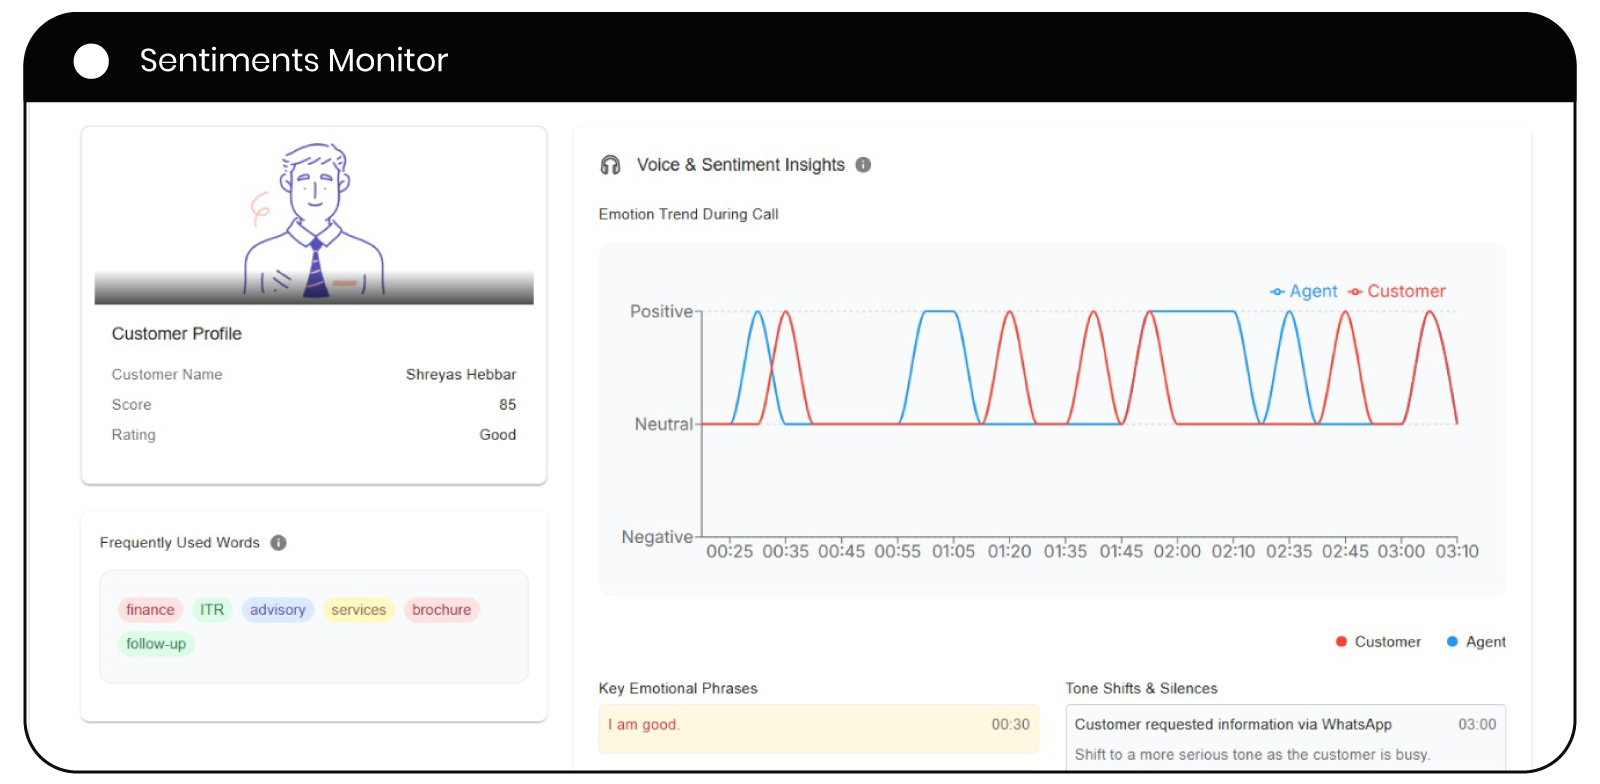 Sentiments Monitor
Customer Profile
Customer Name Shreyas Hebbar
Score 85
Rating Good
Frequently Used Words
finance ITR advisory services brochure
follow-up
Voice & Sentiment Insights
Emotion Trend During Call
Agent Customer
Positive
Neutral
Negative
00:25 00:35 00:45 00:55 01:05 01:20 01:35 01:45 02:00 02:10 02:35 02:45 03:00 03:10
Customer Agent
Key Emotional Phrases
I am good. 00:30
Tone Shifts & Silences
Customer requested information via WhatsApp 03:00
Shift to a more serious tone as the customer is busy.